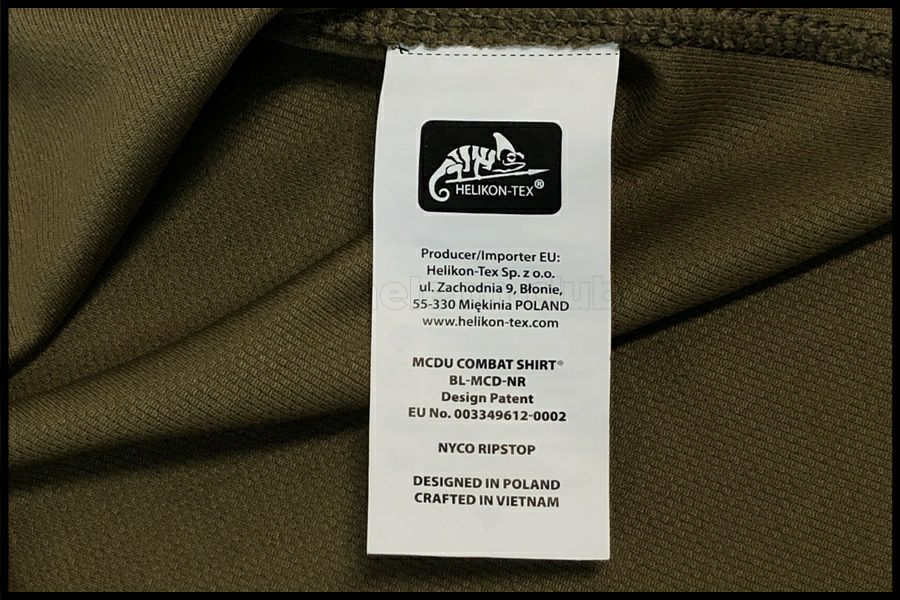 HELIKON-TEX®
Producer/Importer EU:
Helikon-Tex Sp. z o.o.
ul. Zachodnia 9, Błonie,
55-330 Miękinia POLAND
www.helikon-tex.com
MCDU COMBAT SHIRT®
BL-MCD-NR
Design Patent
EU No. 003349612-0002
NYCO RIPSTOP
DESIGNED IN POLAND
CRAFTED IN VIETNAM